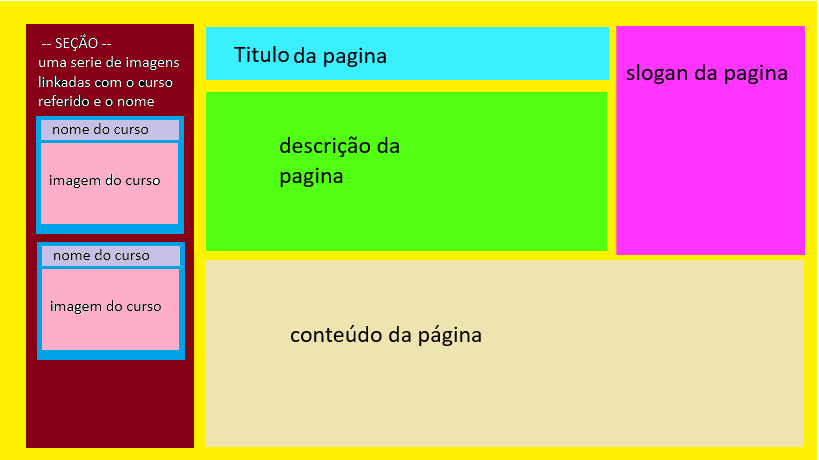 -- SEÇÃO --
uma serie de imagens
linkadas com o curso
referido e o nome
nome do curso
imagem do curso
nome do curso
imagem do curso
Titulo da pagina
descrição da
pagina
slogan da pagina
conteúdo da página